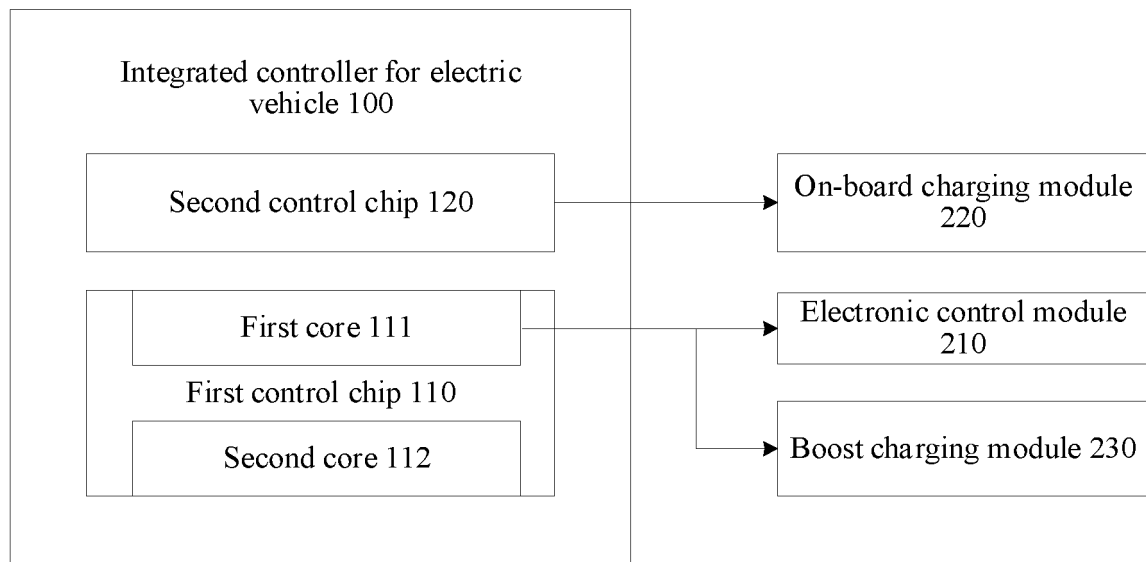 Integrated controller for electric
vehicle 100
Second control chip 120
On-board charging module
220
First core 111
Electronic control module
210
First control chip 110
Second core 112
Boost charging module 230